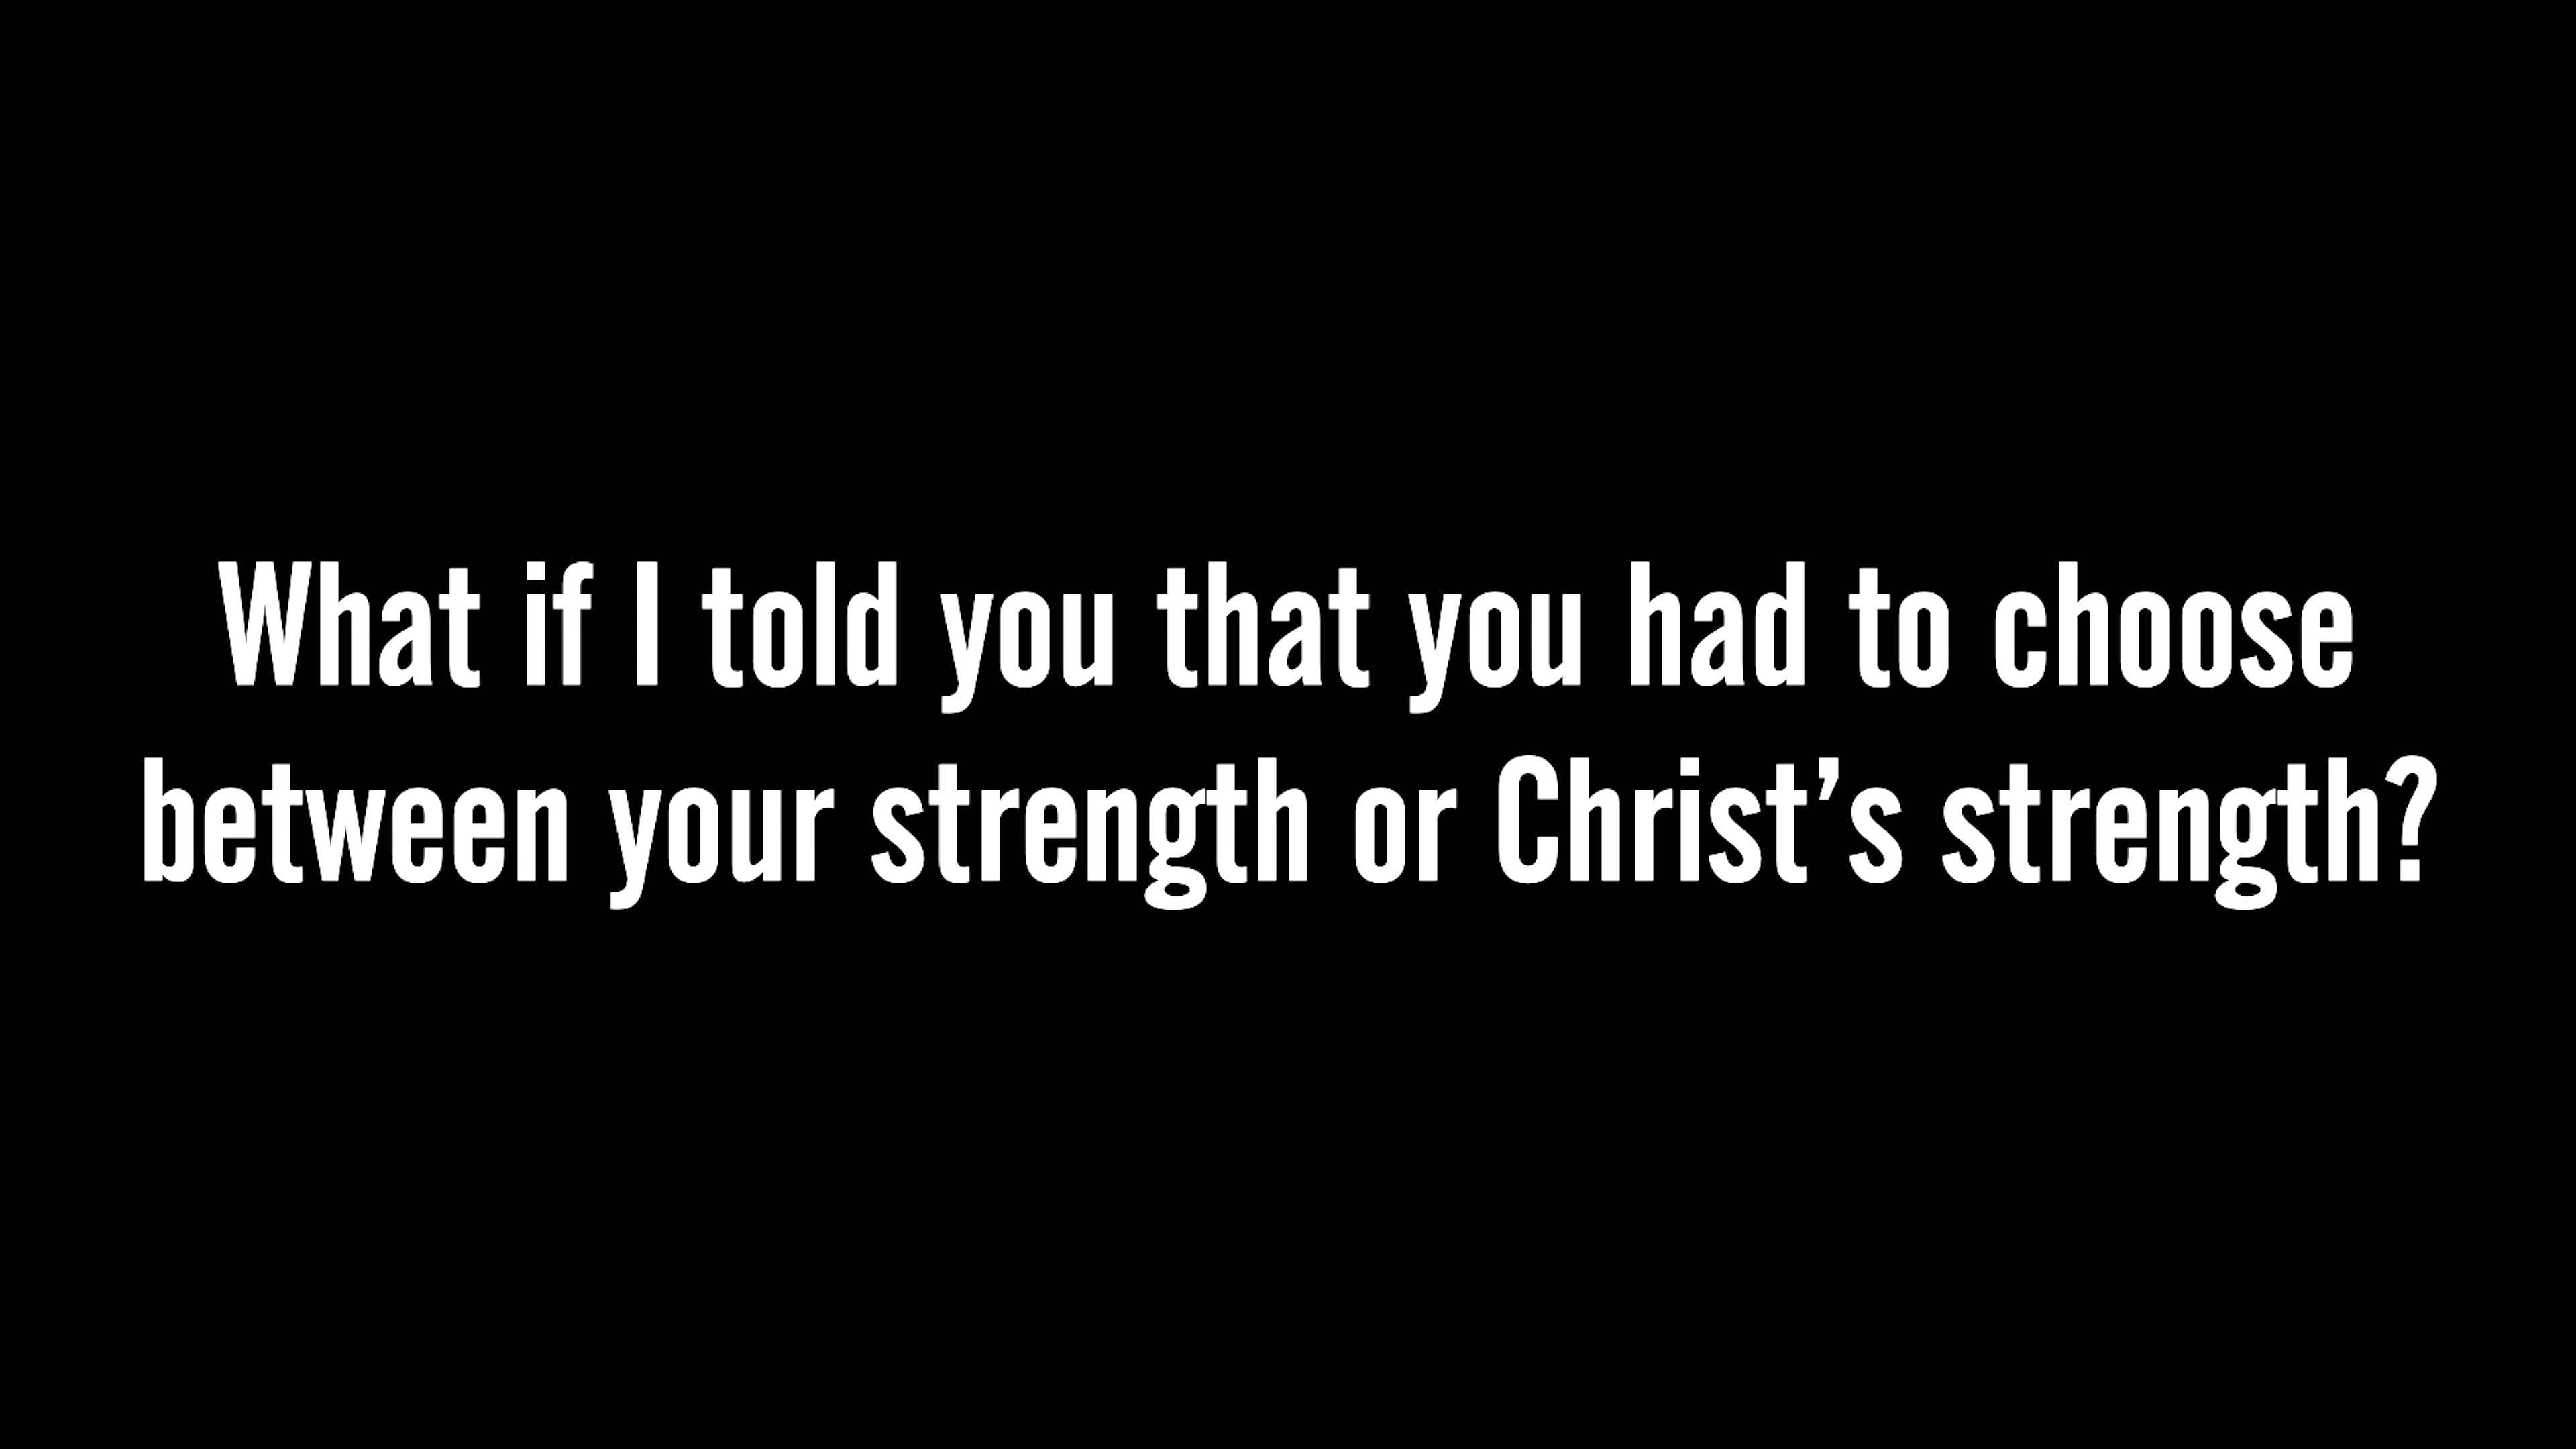 What if I told you that you had to choose
between your strength or Christ’s strength?